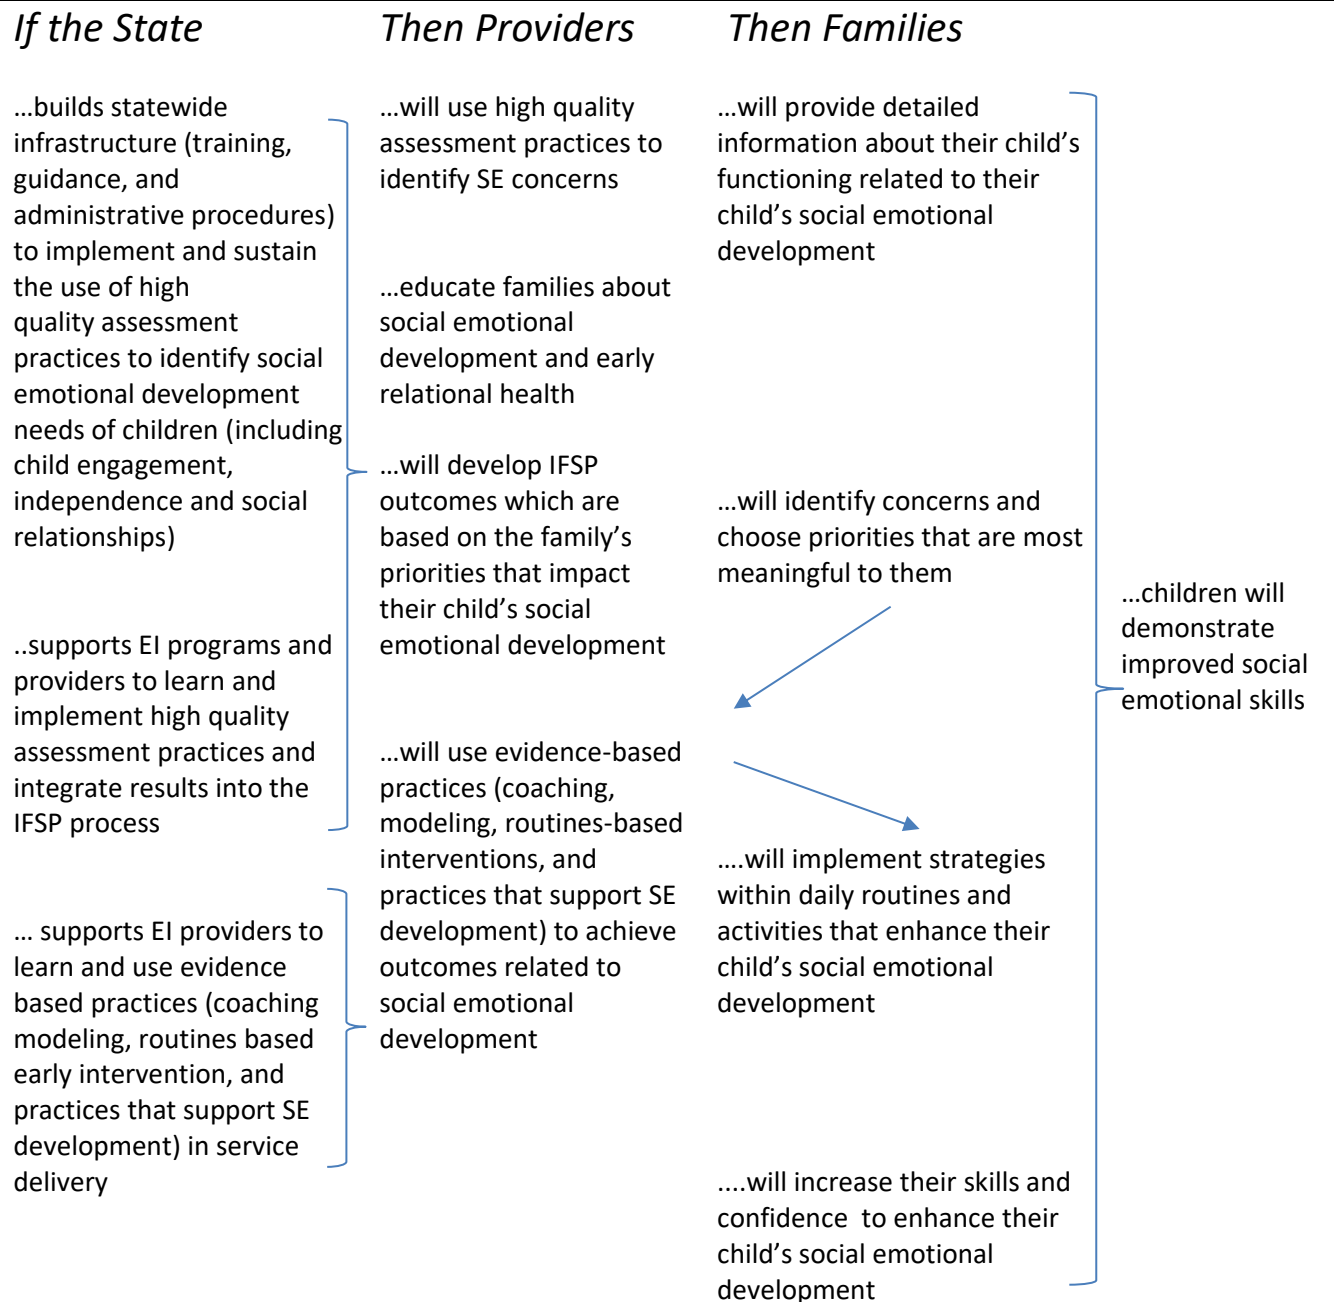 If the State
…builds statewide
infrastructure (training,
guidance, and
administrative procedures)
to implement and sustain
the use of high
quality assessment
practices to identify social
emotional development
needs of children (including
child engagement,
independence and social
relationships)
..supports EI programs and
providers to learn and
implement high quality
assessment practices and
integrate results into the
IFSP process
… supports EI providers to
learn and use evidence
based practices (coaching
modeling, routines based
early intervention, and
practices that support SE
development) in service
delivery
Then Providers
…will use high quality
assessment practices to
identify SE concerns
…educate families about
social emotional
development and early
relational health
…will develop IFSP
outcomes which are
based on the family’s
priorities that impact
their child’s social
emotional development
…will use evidence-based
practices (coaching,
modeling, routines-based
interventions, and
practices that support SE
development) to achieve
outcomes related to
social emotional
development
Then Families
…will provide detailed
information about their child’s
functioning related to their
child’s social emotional
development
…will identify concerns and
choose priorities that are most
meaningful to them
….will implement strategies
within daily routines and
activities that enhance their
child’s social emotional
development
....will increase their skills and
confidence  to enhance their
child’s social emotional
development
…children will
demonstrate
improved social
emotional skills